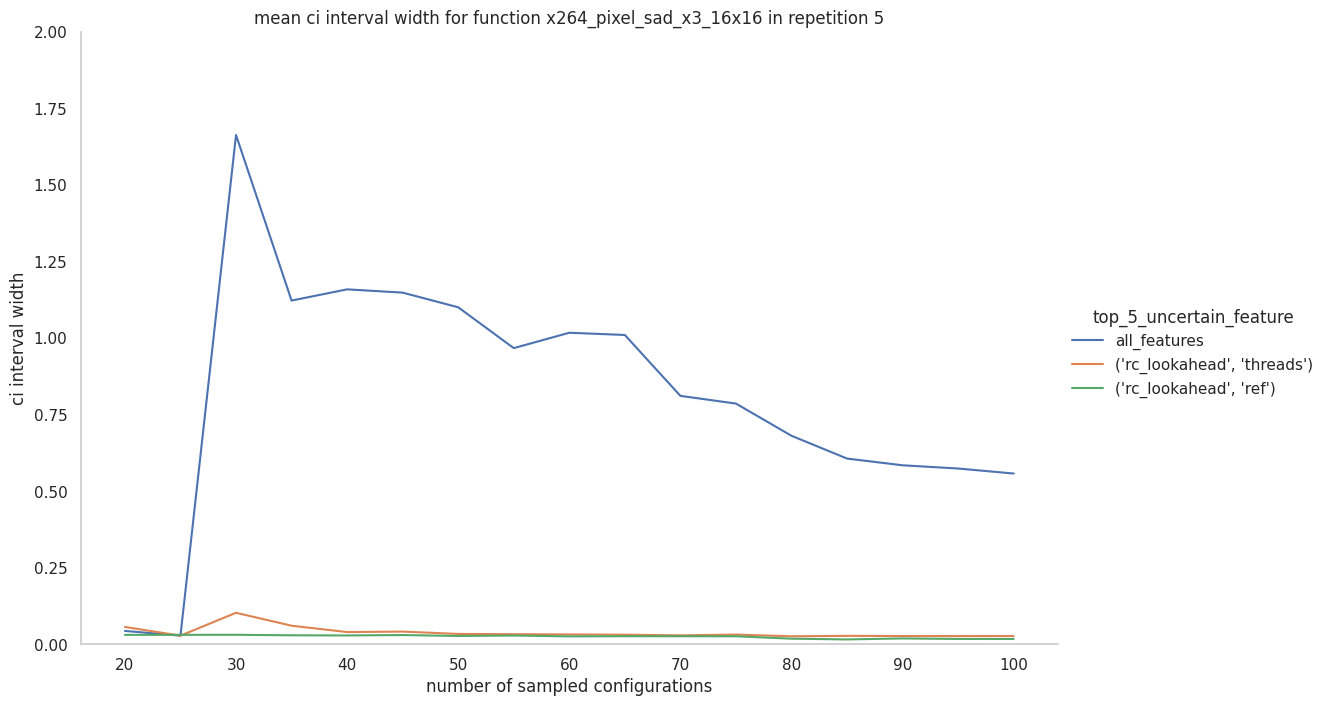 mean ci interval width for function x264_pixel_sad_x3_16x16 in repetition 5
2.00
1.75
1.50
1.25
1.00
0.75
0.50
0.25
0.00
ci interval width
20 30 40 50 60 70 80 90 100
number of sampled configurations
top_5_uncertain_feature
all_features
('rc_lookahead', 'threads')
('rc_lookahead', 'ref')